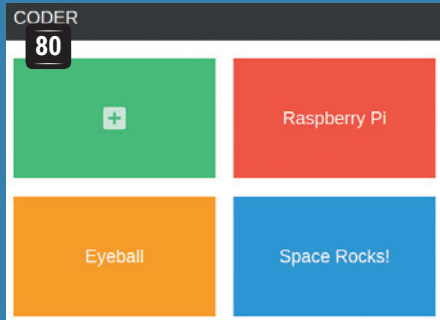 CODER
80
+
Raspberry Pi
Eyeball
Space Rocks!